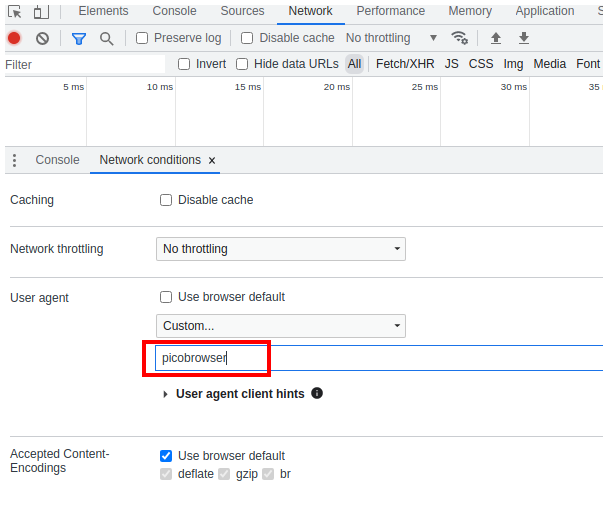 Elements Console Sources Network Performance Memory Application
Preserve log Disable cache No throttling
Filter Invert Hide data URLs All Fetch/XHR JS CSS Img Media Font
5 ms 10 ms 15 ms 20 ms 25 ms 30 ms 35
Console Network conditions ×
Caching Disable cache
Network throttling No throttling
User agent Use browser default
Custom...
picobrowser
User agent client hints
Accepted Content- Use browser default
Encodings deflate gzip br